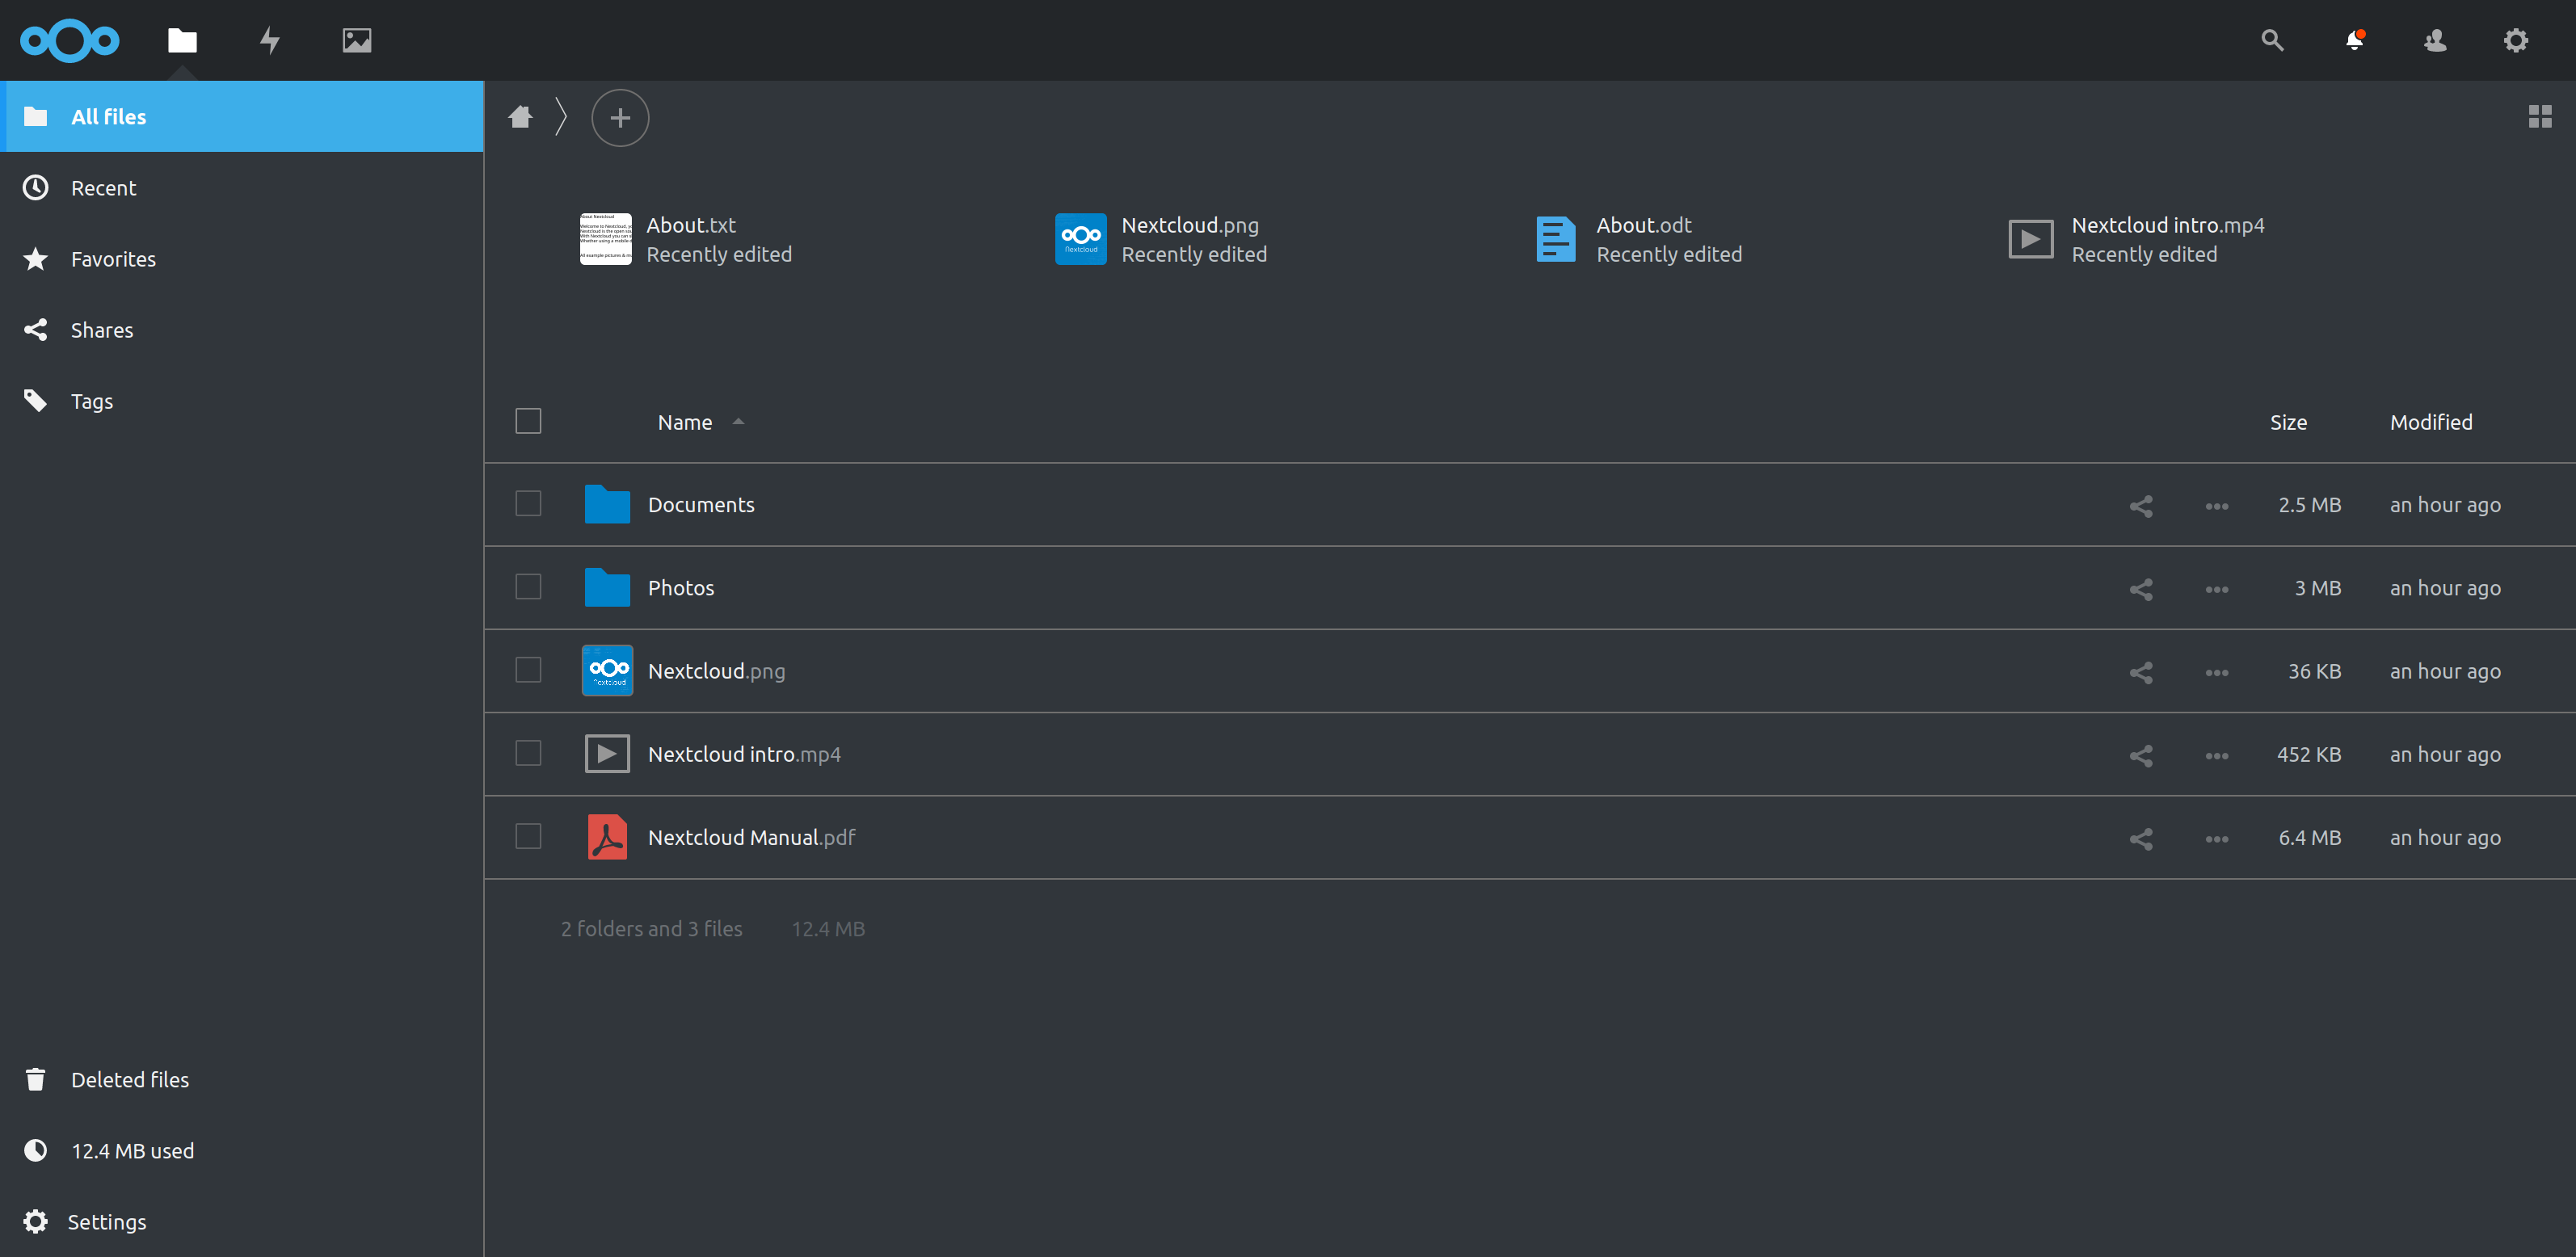 All files
Recent
Favorites
Shares
Tags
Deleted files
12.4 MB used
Settings
About.txt
Recently edited
Nextcloud.png
Recently edited
About.odt
Recently edited
Nextcloud intro.mp4
Recently edited
About Nextcloud
Nextcloud
Name Size Modified
Documents 2.5 MB an hour ago
Photos 3 MB an hour ago
Nextcloud
Nextcloud.png 36 KB an hour ago
Nextcloud intro.mp4 452 KB an hour ago
Nextcloud Manual.pdf 6.4 MB an hour ago
2 folders and 3 files 12.4 MB